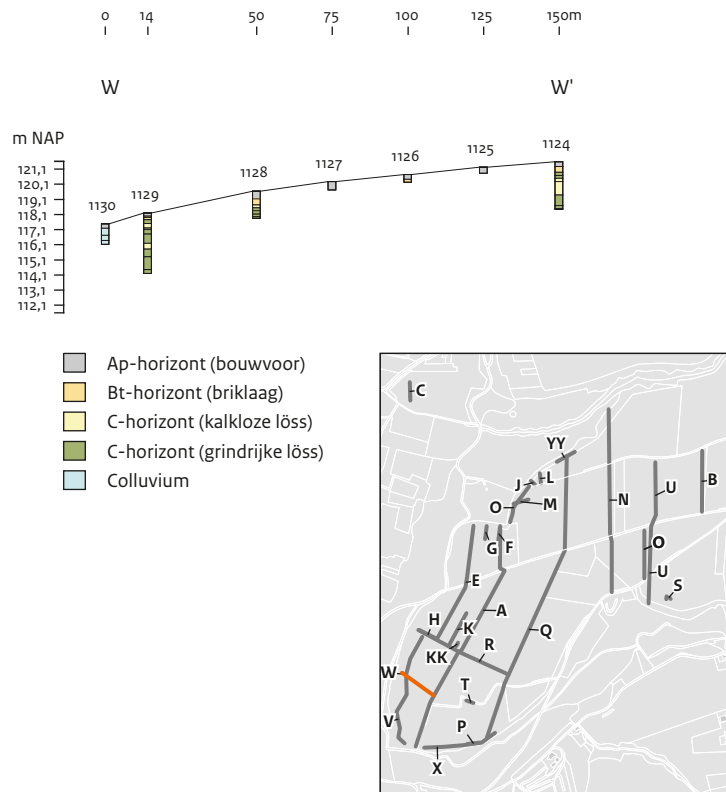 0 14 50 75 100 125 150m
W W'
m NAP
121,1
120,1
119,1
118,1
117,1
116,1
115,1
114,1
113,1
112,1
1130 1129 1128 1127 1126 1125 1124
Ap-horizont (bouwvoor)
Bt-horizont (briklaag)
C-horizont (kalkloze löss)
C-horizont (grindrijke löss)
Colluvium
C
YY
J L
O M N U B
G F O
E U S
H K A Q
KK R
W T
V P
X